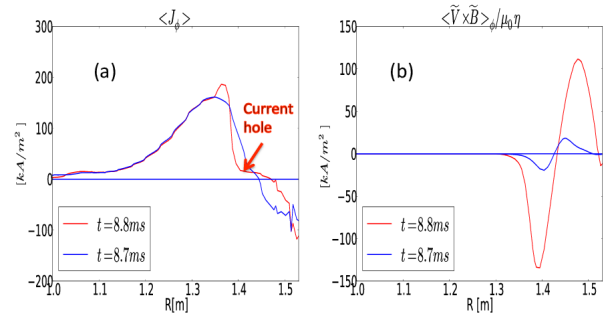 <J_ϕ>
<Ṽ×B̃>_ϕ/μ₀η
(a)
(b)
Current
hole
[kA/m²]
300
200
100
0
−100
−200
1.0 1.1 1.2 1.3 1.4 1.5
R[m]
t=8.8ms
t=8.7ms
[kA/m²]
150
100
50
0
−50
−100
−150
1.0 1.1 1.2 1.3 1.4 1.5
R [m]
t=8.8ms
t=8.7ms